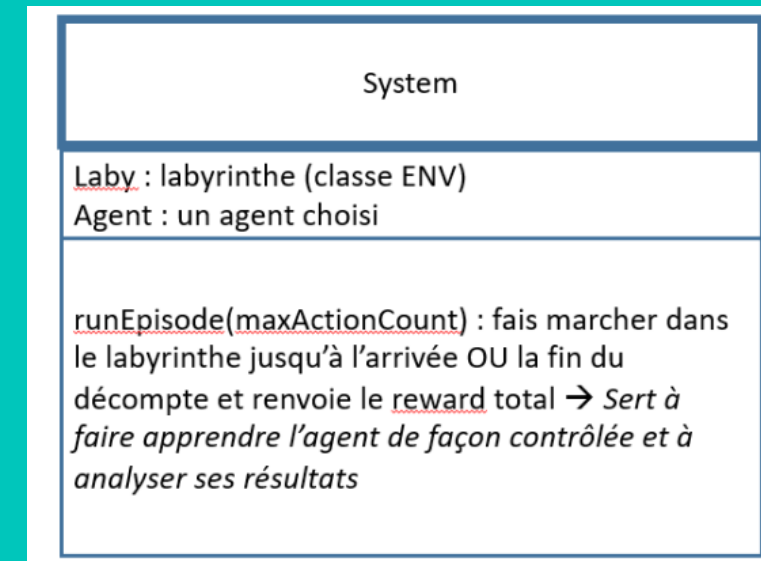 System
Laby : labyrinthe (classe ENV)
Agent : un agent choisi
runEpisode(maxActionCount) : fais marcher dans
le labyrinthe jusqu’à l’arrivée OU la fin du
décompte et renvoie le reward total → Sert à
faire apprendre l’agent de façon contrôlée et à
analyser ses résultats